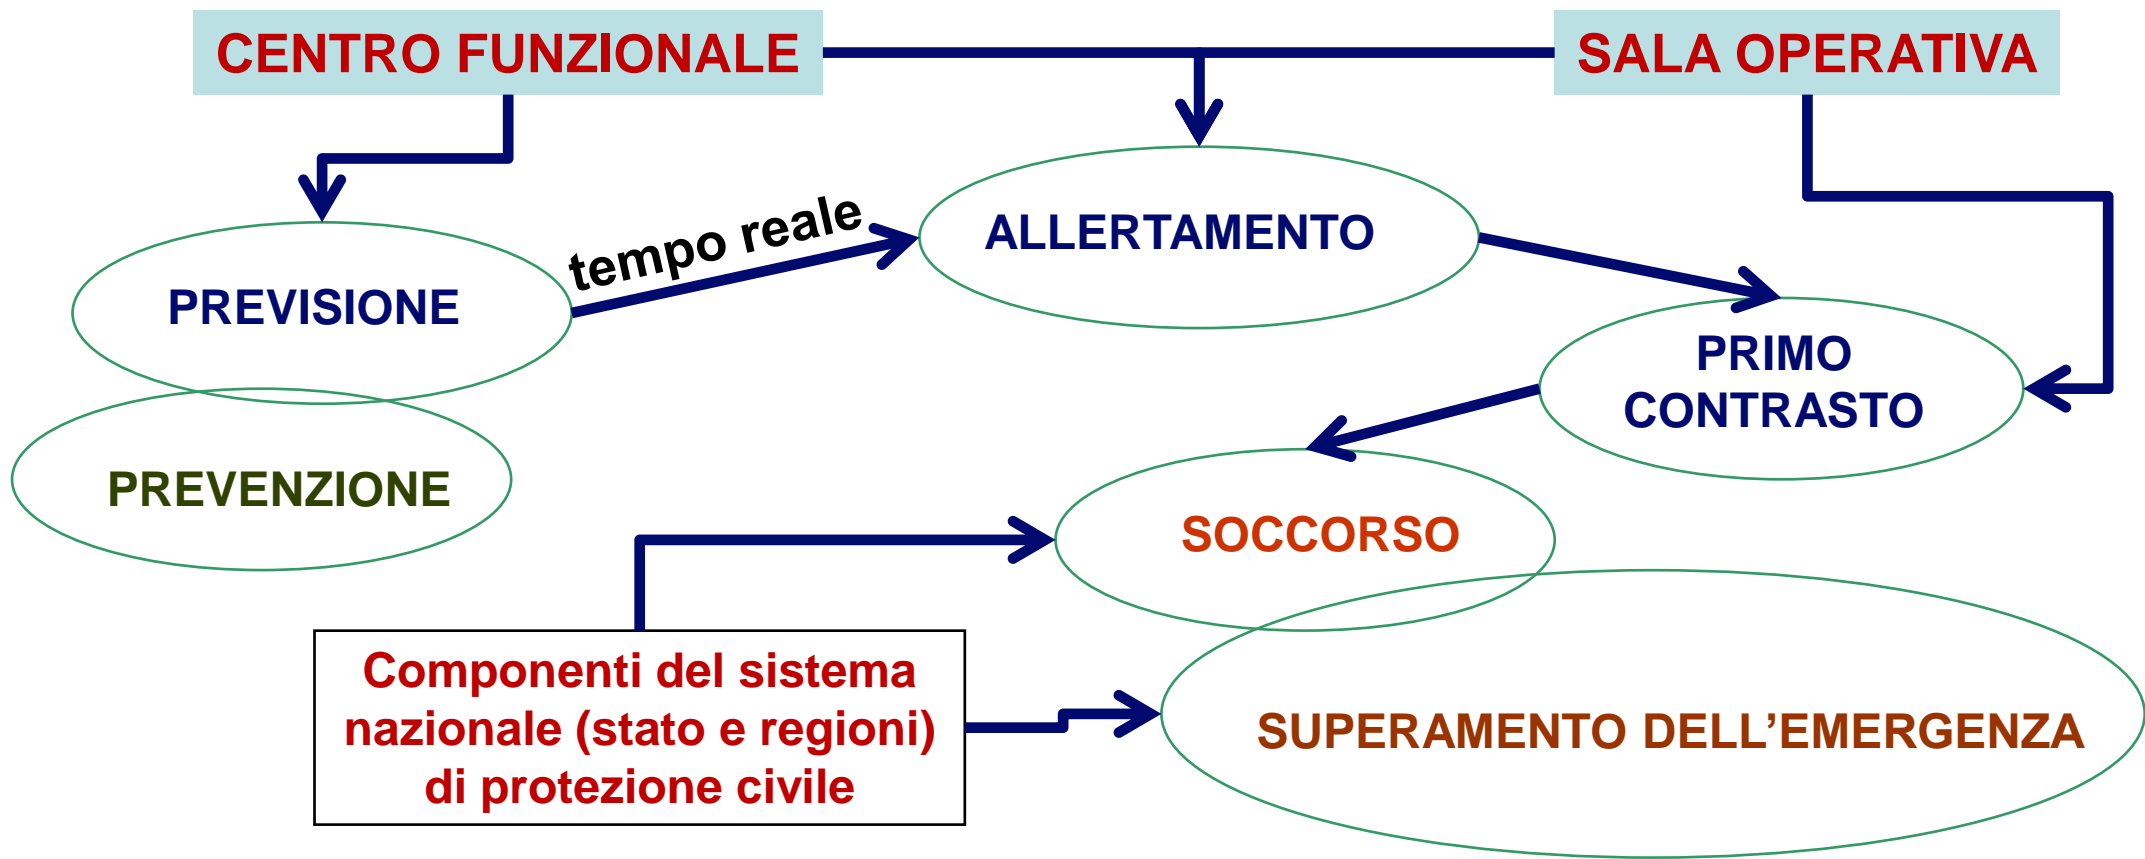 CENTRO FUNZIONALE
SALA OPERATIVA
tempo reale
ALLERTAMENTO
PREVISIONE
PRIMO
CONTRASTO
PREVENZIONE
SOCCORSO
Componenti del sistema
nazionale (stato e regioni)
di protezione civile
SUPERAMENTO DELL’EMERGENZA